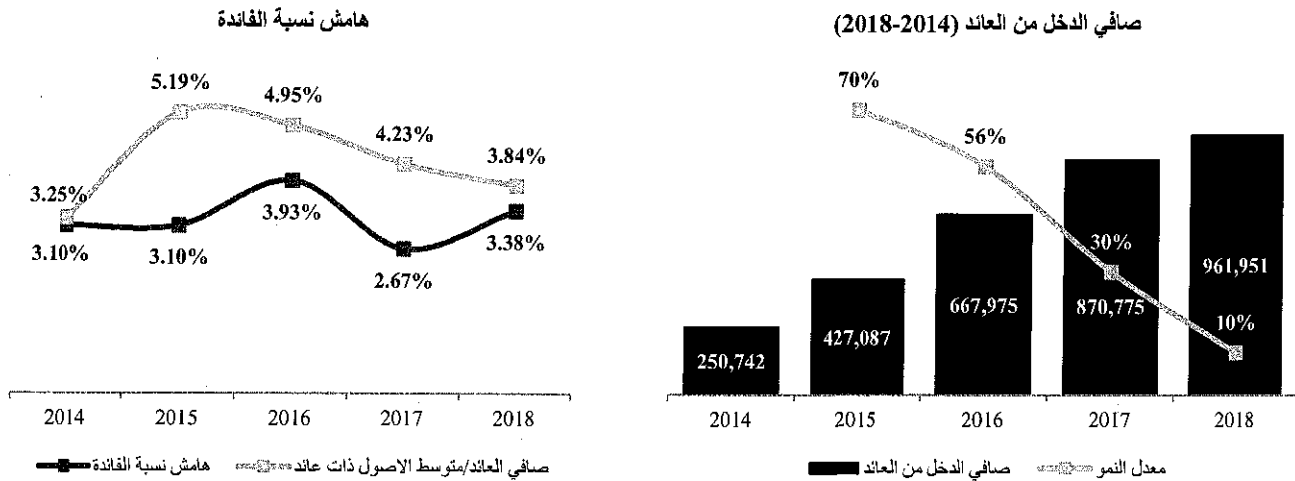 صافي الدخل من العائد (2014-2018)
70%
56%
30%
10%
250,742
427,087
667,975
870,775
961,951
2014 2015 2016 2017 2018
صافي الدخل من العائد
معدل النمو
هامش نسبة الفائدة
3.25%
5.19%
4.95%
4.23%
3.84%
3.10%
3.10%
3.93%
2.67%
3.38%
2014 2015 2016 2017 2018
هامش نسبة الفائدة
صافي العائد/متوسط الاصول ذات عائد